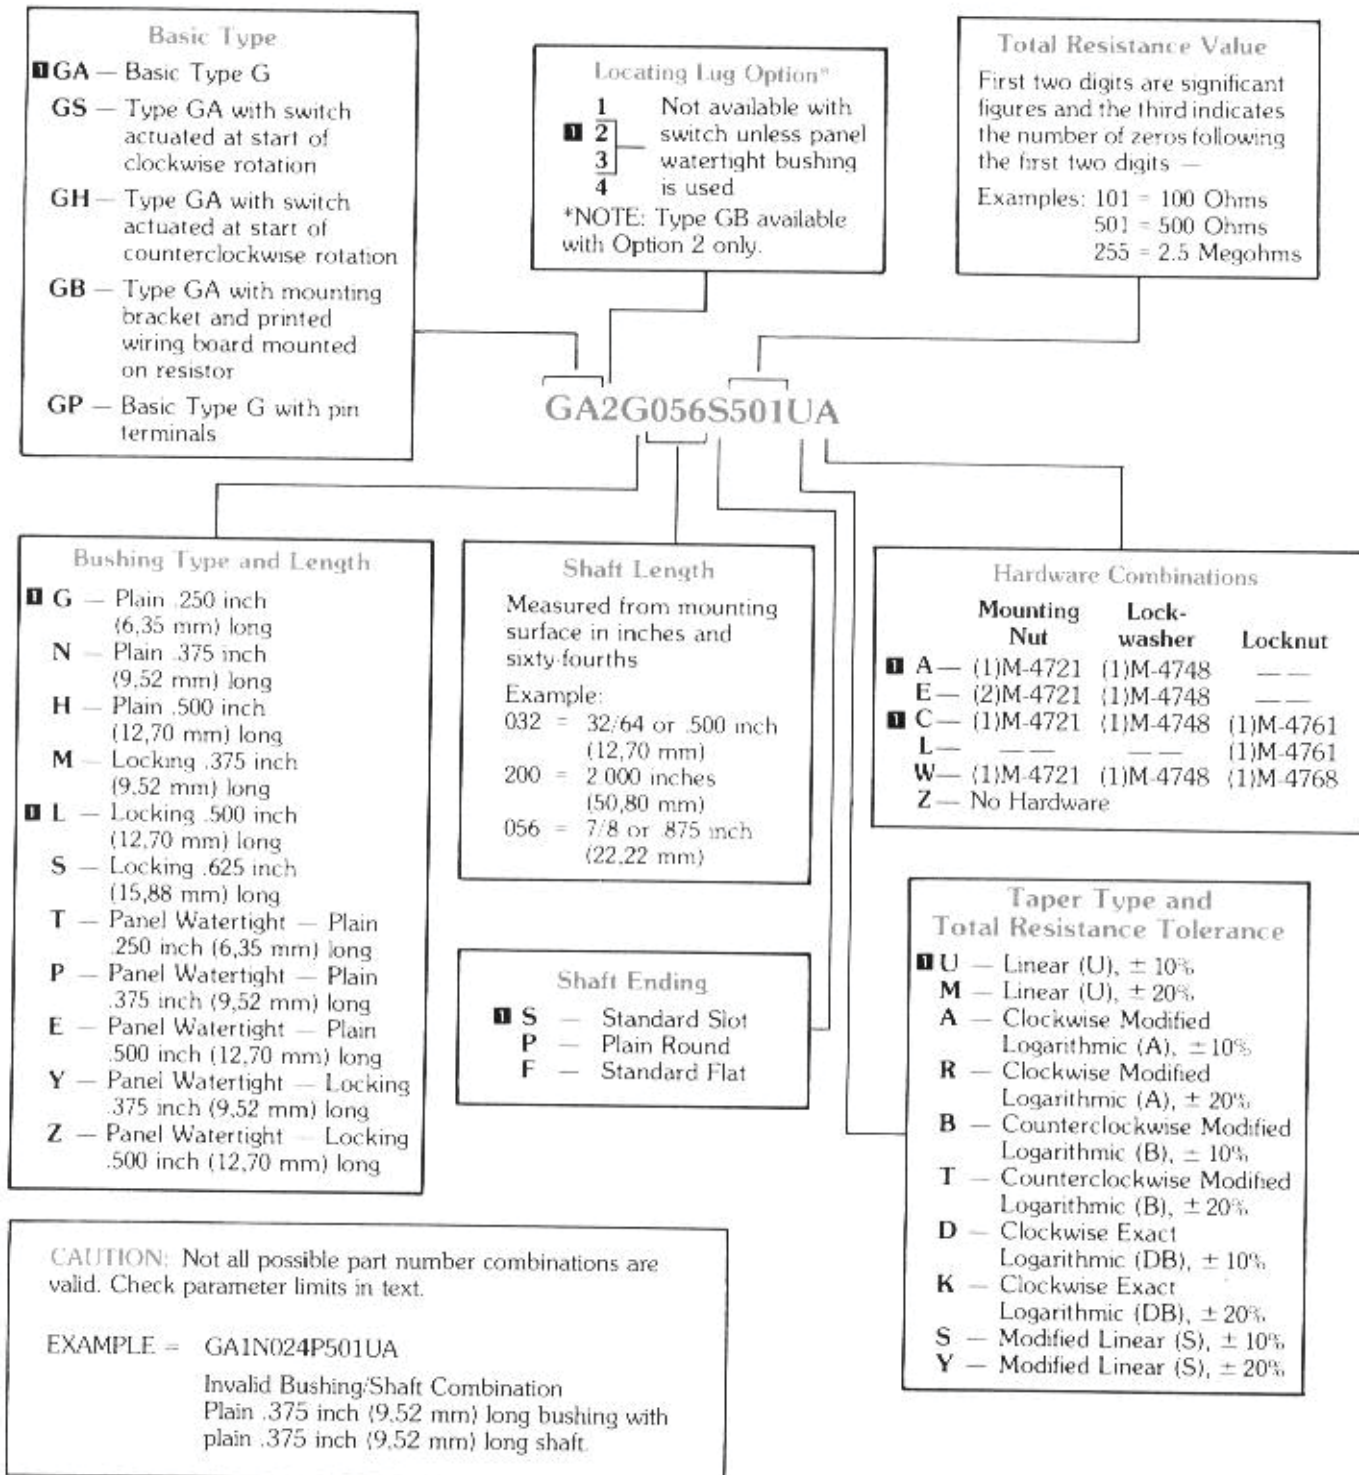 Basic Type
1 GA — Basic Type G
GS — Type GA with switch
actuated at start of
clockwise rotation
GH — Type GA with switch
actuated at start of
counterclockwise rotation
GB — Type GA with mounting
bracket and printed
wiring board mounted
on resistor
GP — Basic Type G with pin
terminals
Locating Lug Option*
1 Not available with
1 2 switch unless panel
3 watertight bushing
4 is used
*NOTE: Type GB available
with Option 2 only.
Total Resistance Value
First two digits are significant
figures and the third indicates
the number of zeros following
the first two digits —
Examples: 101 = 100 Ohms
501 = 500 Ohms
255 = 2.5 Megohms
GA2G056S501UA
Bushing Type and Length
1 G — Plain .250 inch
(6,35 mm) long
N — Plain .375 inch
(9,52 mm) long
H — Plain .500 inch
(12,70 mm) long
M — Locking .375 inch
(9.52 mm) long
1 L — Locking .500 inch
(12,70 mm) long
S — Locking .625 inch
(15,88 mm) long
T — Panel Watertight — Plain
.250 inch (6,35 mm) long
P — Panel Watertight — Plain
.375 inch (9,52 mm) long
E — Panel Watertight — Plain
.500 inch (12,70 mm) long
Y — Panel Watertight — Locking
.375 inch (9,52 mm) long
Z — Panel Watertight — Locking
.500 inch (12,70 mm) long
Shaft Length
Measured from mounting
surface in inches and
sixty-fourths
Example:
032 = 32/64 or .500 inch
(12,70 mm)
200 = 2.000 inches
(50,80 mm)
056 = 7/8 or .875 inch
(22,22 mm)
Shaft Ending
1 S — Standard Slot
P — Plain Round
F — Standard Flat
Hardware Combinations
Mounting Lock-
Nut washer Locknut
1 A — (1)M-4721 (1)M-4748 — —
E — (2)M-4721 (1)M-4748 — —
1 C — (1)M-4721 (1)M-4748 (1)M-4761
L — — — — — (1)M-4761
W — (1)M-4721 (1)M-4748 (1)M-4768
Z — No Hardware
Taper Type and
Total Resistance Tolerance
1 U — Linear (U), ± 10%
M — Linear (U), ± 20%
A — Clockwise Modified
Logarithmic (A), ± 10%
R — Clockwise Modified
Logarithmic (A), ± 20%
B — Counterclockwise Modified
Logarithmic (B), ± 10%
T — Counterclockwise Modified
Logarithmic (B), ± 20%
D — Clockwise Exact
Logarithmic (DB), ± 10%
K — Clockwise Exact
Logarithmic (DB), ± 20%
S — Modified Linear (S), ± 10%
Y — Modified Linear (S), ± 20%
CAUTION: Not all possible part number combinations are
valid. Check parameter limits in text.
EXAMPLE = GA1N024P501UA
Invalid Bushing/Shaft Combination
Plain .375 inch (9,52 mm) long bushing with
plain .375 inch (9,52 mm) long shaft.